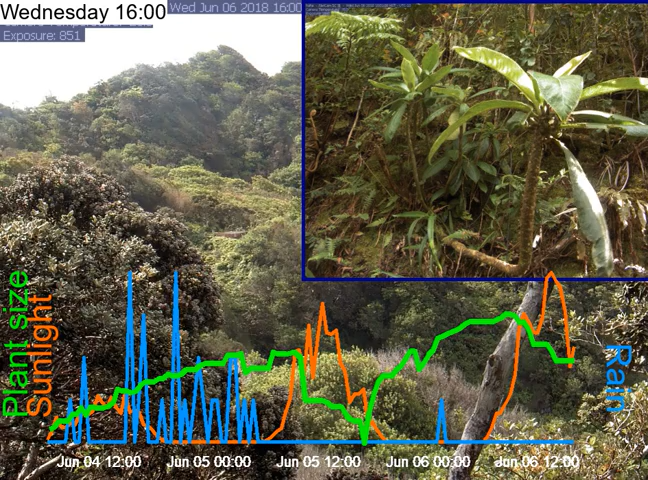 Wednesday 16:00
Wed Jun 06 2018 16:00
Exposure: 851
Plant size
Sunlight
Rain
Jun 04 12:00
Jun 05 00:00
Jun 05 12:00
Jun 06 00:00
Jun 06 12:00